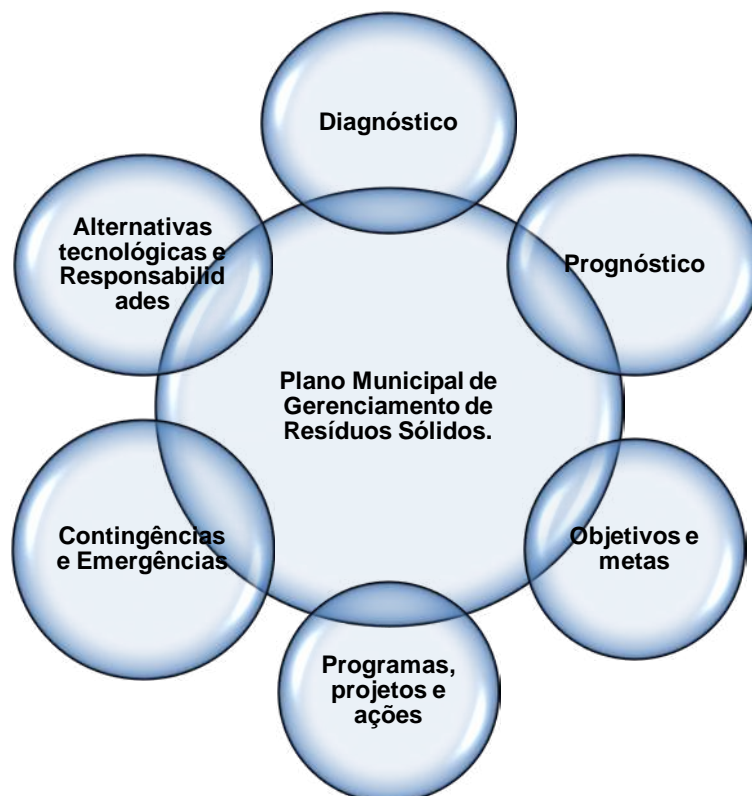 Diagnóstico
Prognóstico
Objetivos e
metas
Programas,
projetos e
ações
Contingências
e Emergências
Alternativas
tecnológicas e
Responsabilid
ades
Plano Municipal de
Gerenciamento de
Resíduos Sólidos.